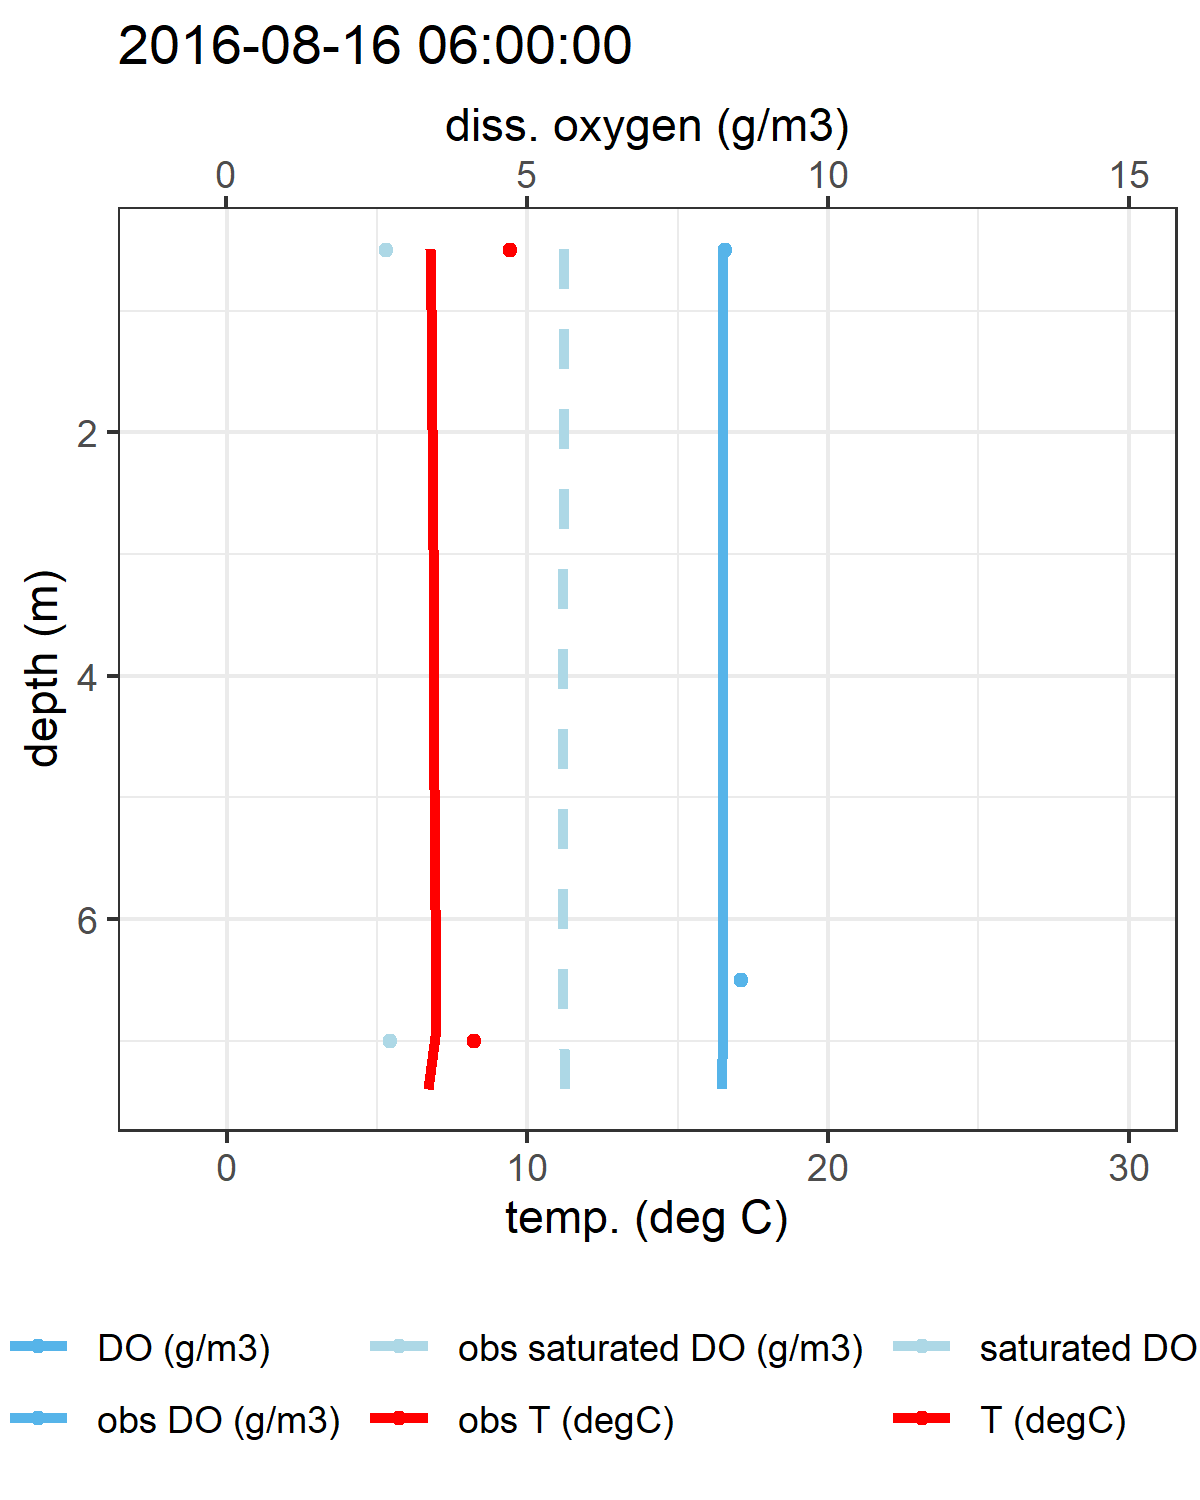 2016-08-16 06:00:00
diss. oxygen (g/m3)
0 5 10 15
depth (m)
2
4
6
0 10 20 30
temp. (deg C)
DO (g/m3) obs saturated DO (g/m3) saturated DO
obs DO (g/m3) obs T (degC) T (degC)